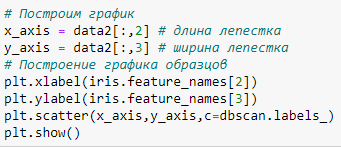 # Построим график
x_axis = data2[:,2] # длина лепестка
y_axis = data2[:,3] # ширина лепестка
# Построение графика образцов
plt.xlabel(iris.feature_names[2])
plt.ylabel(iris.feature_names[3])
plt.scatter(x_axis,y_axis,c=dbscan.labels_)
plt.show()